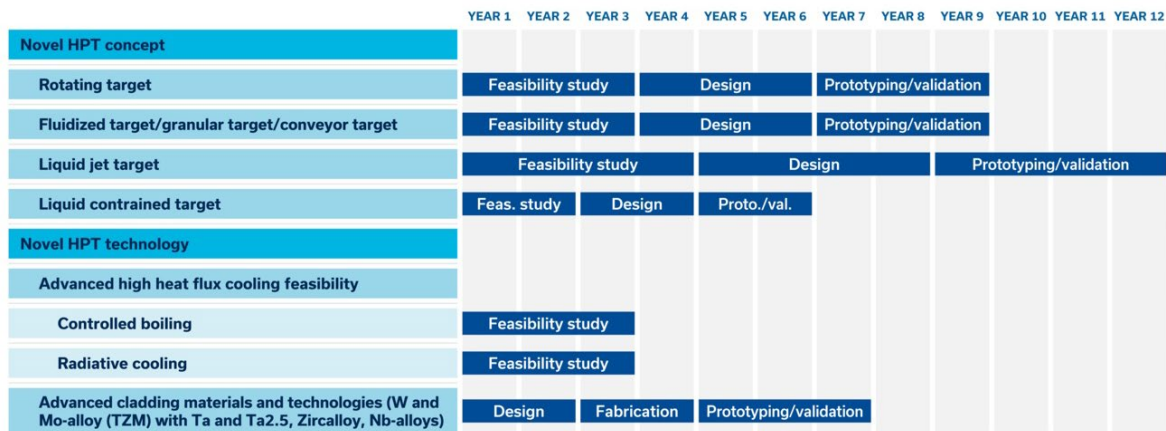 YEAR 1 YEAR 2 YEAR 3 YEAR 4 YEAR 5 YEAR 6 YEAR 7 YEAR 8 YEAR 9 YEAR 10 YEAR 11 YEAR 12
Novel HPT concept
Rotating target Feasibility study Design Prototyping/validation
Fluidized target/granular target/conveyor target Feasibility study Design Prototyping/validation
Liquid jet target Feasibility study Design Prototyping/validation
Liquid contrained target Feas. study Design Proto./val.
Novel HPT technology
Advanced high heat flux cooling feasibility
Controlled boiling Feasibility study
Radiative cooling Feasibility study
Advanced cladding materials and technologies (W and
Mo-alloy (TZM) with Ta and Ta2.5, Zircalloy, Nb-alloys) Design Fabrication Prototyping/validation